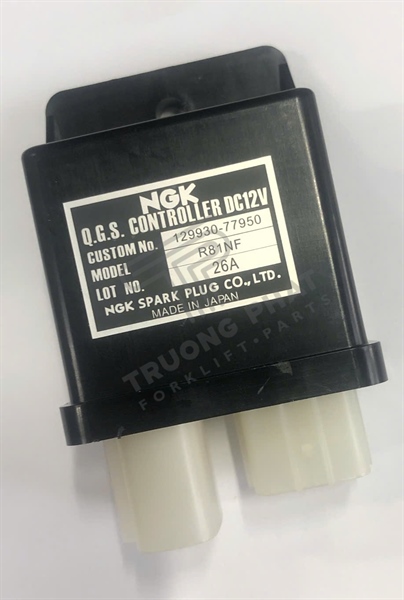 NGK
Q.G.S. CONTROLLER DC12V
CUSTOM No. 129930-77950
MODEL R81NF
LOT NO. 26A
NGK SPARK PLUG CO., LTD.
MADE IN JAPAN
TRUONG PHAT
FORKLIFT - PARTS